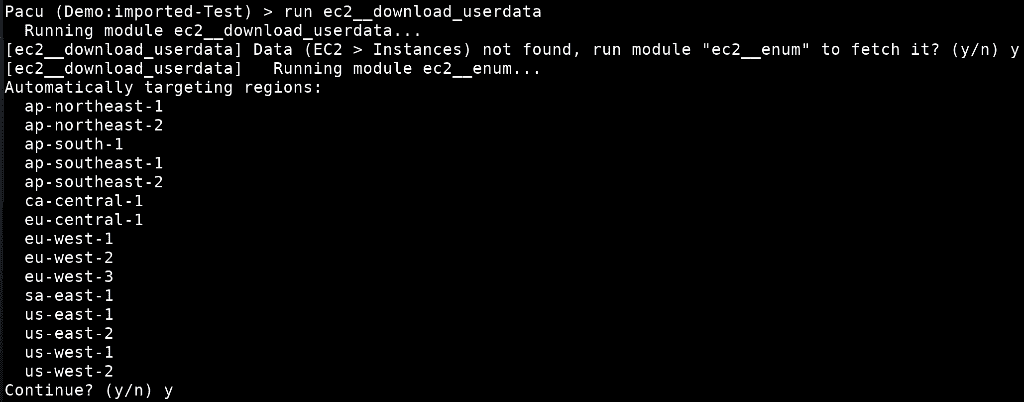 Pacu (Demo:imported-Test) > run ec2__download_userdata
  Running module ec2__download_userdata...
[ec2__download_userdata] Data (EC2 > Instances) not found, run module "ec2__enum" to fetch it? (y/n) y
[ec2__download_userdata]   Running module ec2__enum...
Automatically targeting regions:
  ap-northeast-1
  ap-northeast-2
  ap-south-1
  ap-southeast-1
  ap-southeast-2
  ca-central-1
  eu-central-1
  eu-west-1
  eu-west-2
  eu-west-3
  sa-east-1
  us-east-1
  us-east-2
  us-west-1
  us-west-2
Continue? (y/n) y